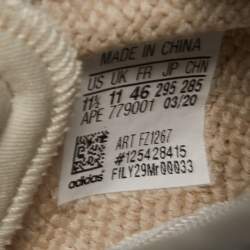 MADE IN CHINA
US UK FR JP CHN
11½ 11 46 295 285
APE 779001 03/20
ART FZ1267
#125428415
F1LY29Mr00033
adidas